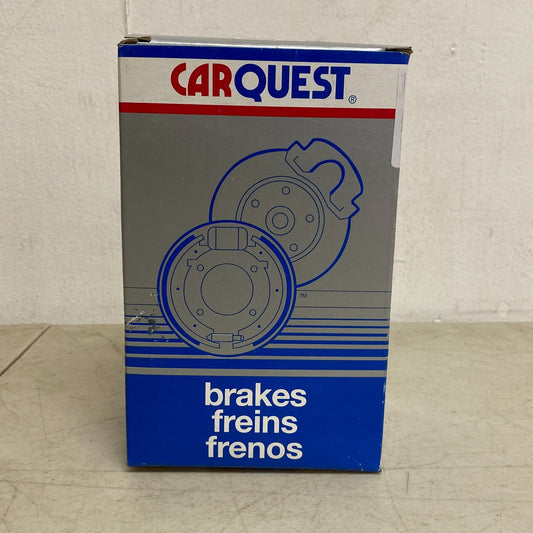 CARQUEST®
TM
brakes
freins
frenos